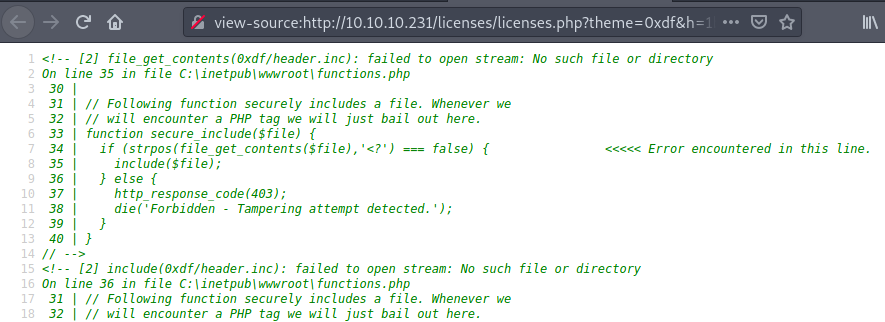 view-source:http://10.10.10.231/licenses/licenses.php?theme=0xdf&h=1
1 <!-- [2] file_get_contents(0xdf/header.inc): failed to open stream: No such file or directory
2 On line 35 in file C:\inetpub\wwwroot\functions.php
3 30 |
4 31 | // Following function securely includes a file. Whenever we
5 32 | // will encounter a PHP tag we will just bail out here.
6 33 | function secure_include($file) {
7 34 |   if (strpos(file_get_contents($file),'<?') === false) {             <<<<< Error encountered in this line.
8 35 |     include($file);
9 36 |   } else {
10 37 |     http_response_code(403);
11 38 |     die('Forbidden - Tampering attempt detected.');
12 39 |   }
13 40 | }
14 // -->
15 <!-- [2] include(0xdf/header.inc): failed to open stream: No such file or directory
16 On line 36 in file C:\inetpub\wwwroot\functions.php
17 31 | // Following function securely includes a file. Whenever we
18 32 | // will encounter a PHP tag we will just bail out here.